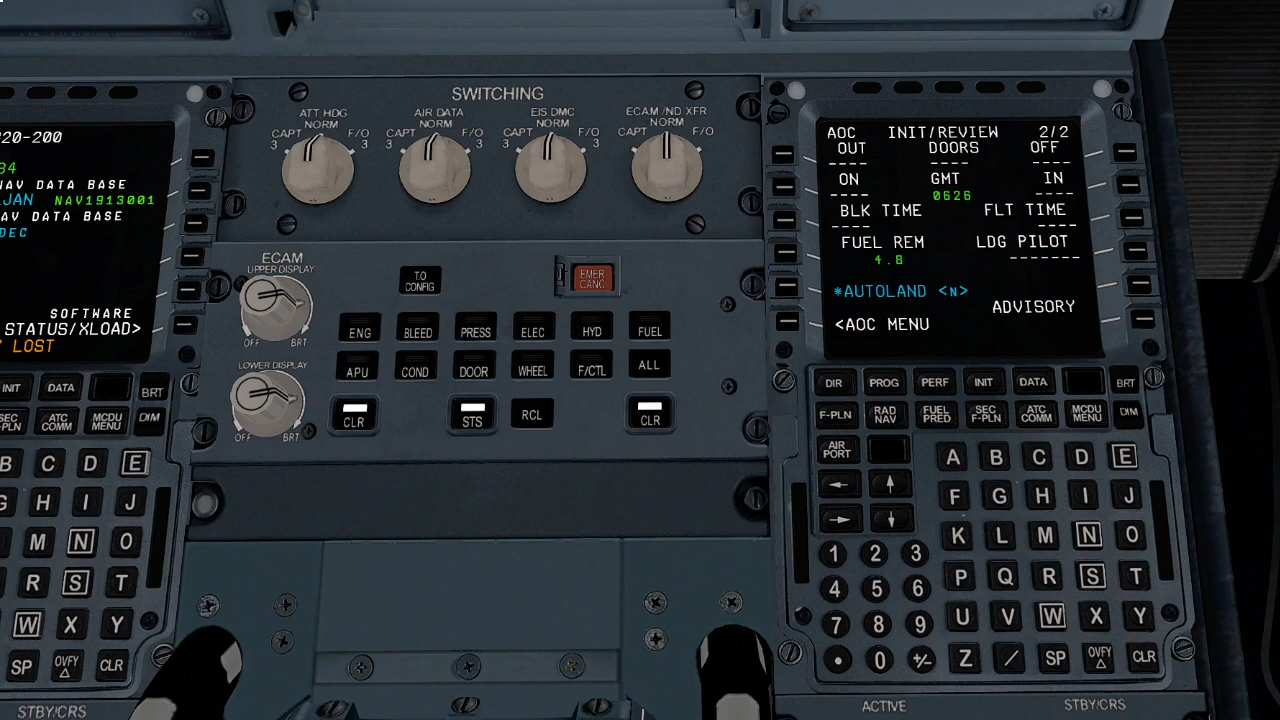 SWITCHING
ATT HDG
NORM
CAPT
3
F/O
3
AIR DATA
NORM
CAPT
3
F/O
3
EIS DMC
NORM
CAPT
3
F/O
3
ECAM /ND XFR
NORM
CAPT
F/O
ECAM
UPPER DISPLAY
OFF
BRT
LOWER DISPLAY
OFF
BRT
T.O
CONFIG
EMER
CANC
ENG
BLEED
PRESS
ELEC
HYD
FUEL
APU
COND
DOOR
WHEEL
F/CTL
ALL
CLR
STS
RCL
CLR
20-200
84
NAV DATA BASE
JAN NAV1913001
NAV DATA BASE
DEC
SOFTWARE
STATUS/XLOAD>
LOST
INIT
DATA
BRT
SEC
F-PLN
ATC
COMM
MCDU
MENU
DIM
B C D E
G H I J
M N O
R S T
W X Y
SP
OVFY
CLR
STBY/CRS
AOC INIT/REVIEW 2/2
OUT DOORS OFF
---- ---- ----
ON GMT IN
---- 0626 ----
BLK TIME FLT TIME
---- ----
FUEL REM LDG PILOT
4.8 -------
*AUTOLAND <N>
ADVISORY
<AOC MENU
DIR
PROG
PERF
INIT
DATA
BRT
F-PLN
RAD
NAV
FUEL
PRED
SEC
F-PLN
ATC
COMM
MCDU
MENU
DIM
AIR
PORT
← ↑
→ ↓
1 2 3
4 5 6
7 8 9
. 0 +/-
A B C D E
F G H I J
K L M N O
P Q R S T
U V W X Y
Z / SP
OVFY
CLR
ACTIVE
STBY/CRS